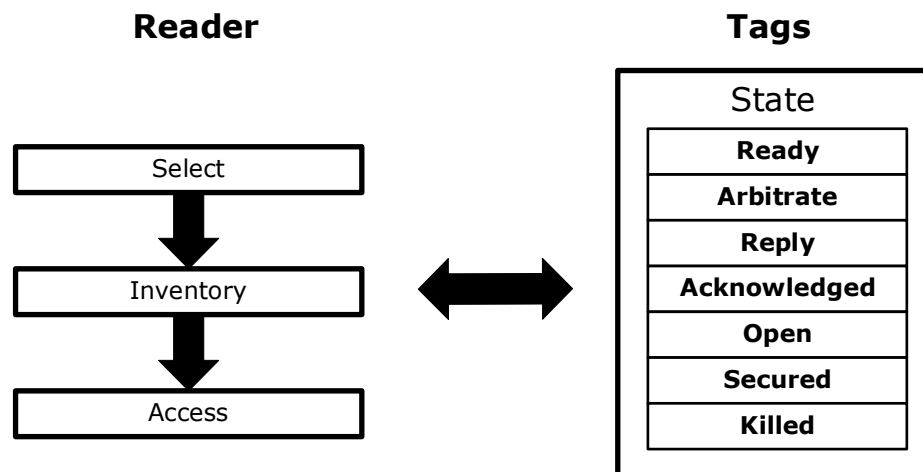 Reader
Select
Inventory
Access
Tags
State
Ready
Arbitrate
Reply
Acknowledged
Open
Secured
Killed